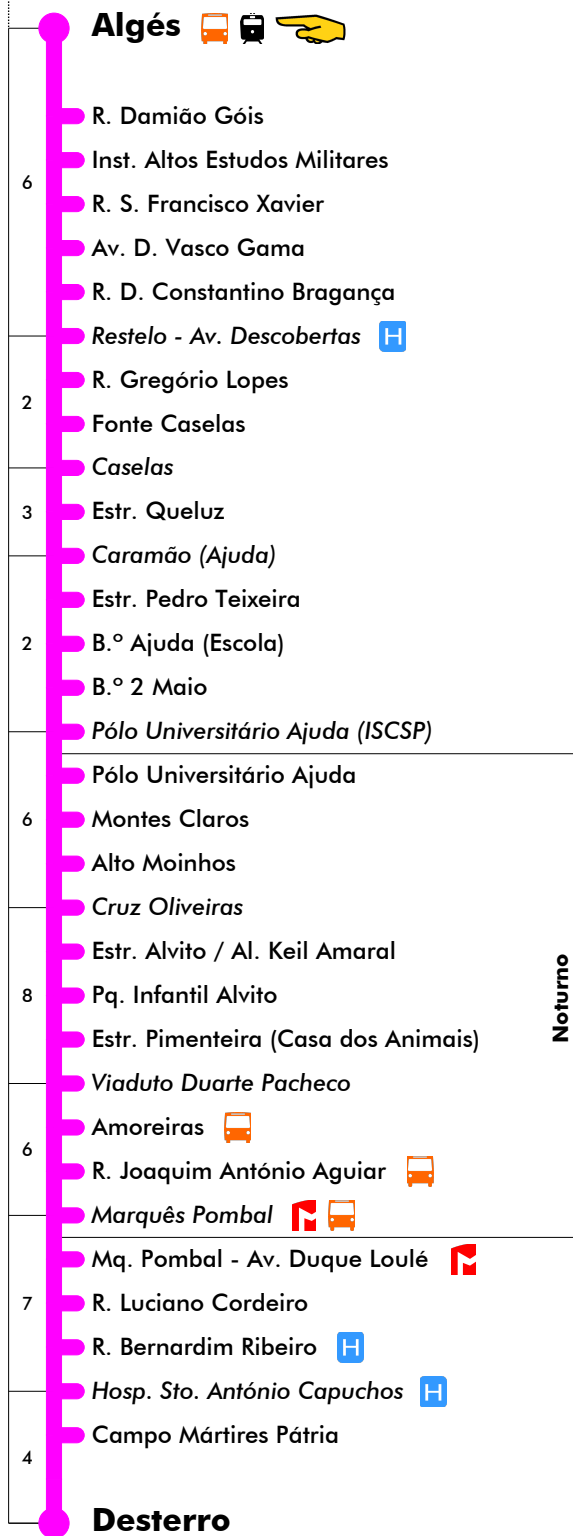 Algés
R. Damião Góis
6
Inst. Altos Estudos Militares
R. S. Francisco Xavier
Av. D. Vasco Gama
R. D. Constantino Bragança
Restelo - Av. Descobertas H
R. Gregório Lopes
2
Fonte Caselas
Caselas
3
Estr. Queluz
Caramão (Ajuda)
Estr. Pedro Teixeira
2
B.º Ajuda (Escola)
B.º 2 Maio
Pólo Universitário Ajuda (ISCSP)
Pólo Universitário Ajuda
6
Montes Claros
Alto Moinhos
Cruz Oliveiras
Estr. Alvito / Al. Keil Amaral
8
Pq. Infantil Alvito
Noturno
Estr. Pimenteira (Casa dos Animais)
Viaduto Duarte Pacheco
Amoreiras
6
R. Joaquim António Aguiar
Marquês Pombal
Mq. Pombal - Av. Duque Loulé
7
R. Luciano Cordeiro
R. Bernardim Ribeiro H
Hosp. Sto. António Capuchos H
Campo Mártires Pátria
4
Desterro